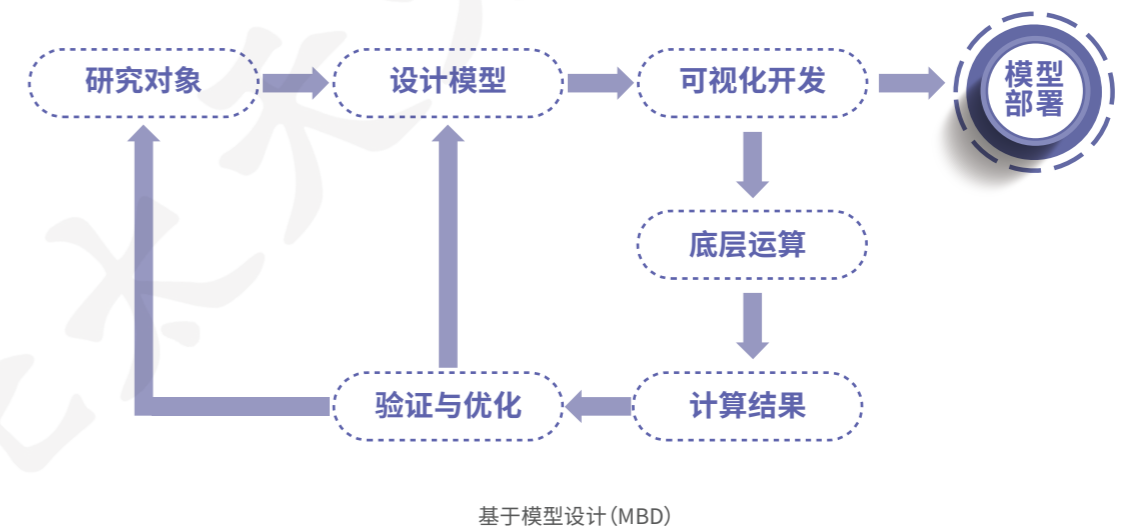 研究对象
设计模型
可视化开发
模型
部署
底层运算
验证与优化
计算结果
基于模型设计(MBD)